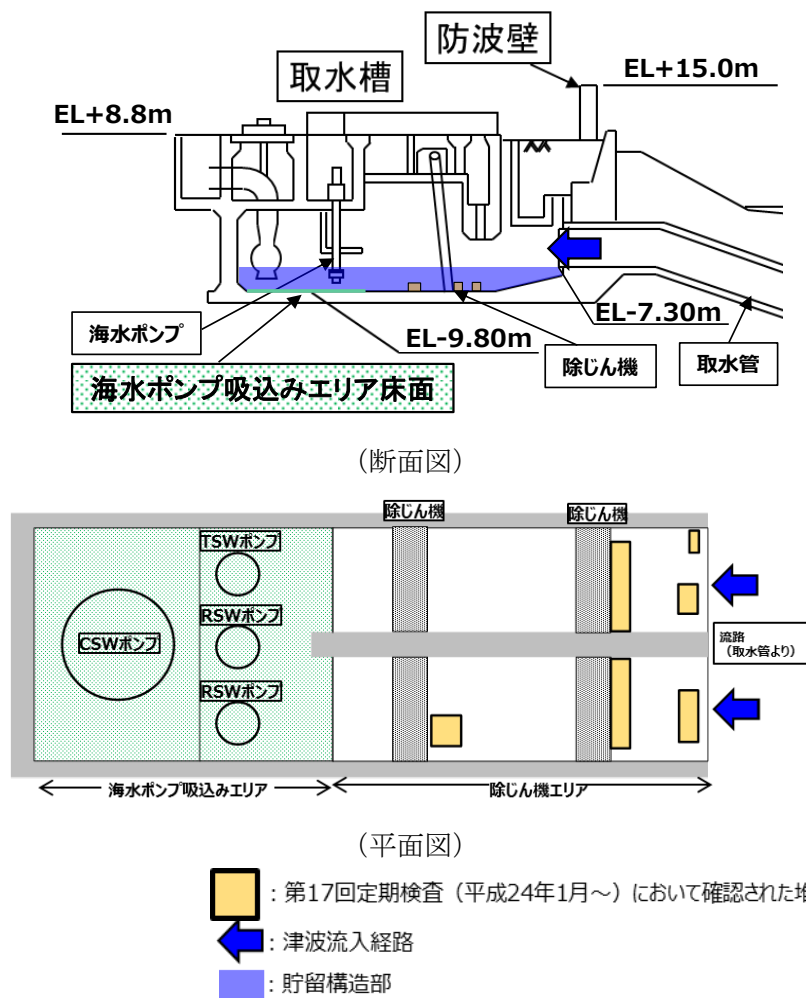 防波壁
取水槽
EL+15.0m
EL+8.8m
海水ポンプ
EL-9.80m
除じん機
EL-7.30m
取水管
海水ポンプ吸込みエリア床面
(断面図)
除じん機
除じん機
TSWポンプ
RSWポンプ
CSWポンプ
RSWポンプ
流路
(取水管より)
海水ポンプ吸込みエリア
除じん機エリア
(平面図)
:第17回定期検査(平成24年1月~)において確認された
:津波流入経路
:貯留構造部